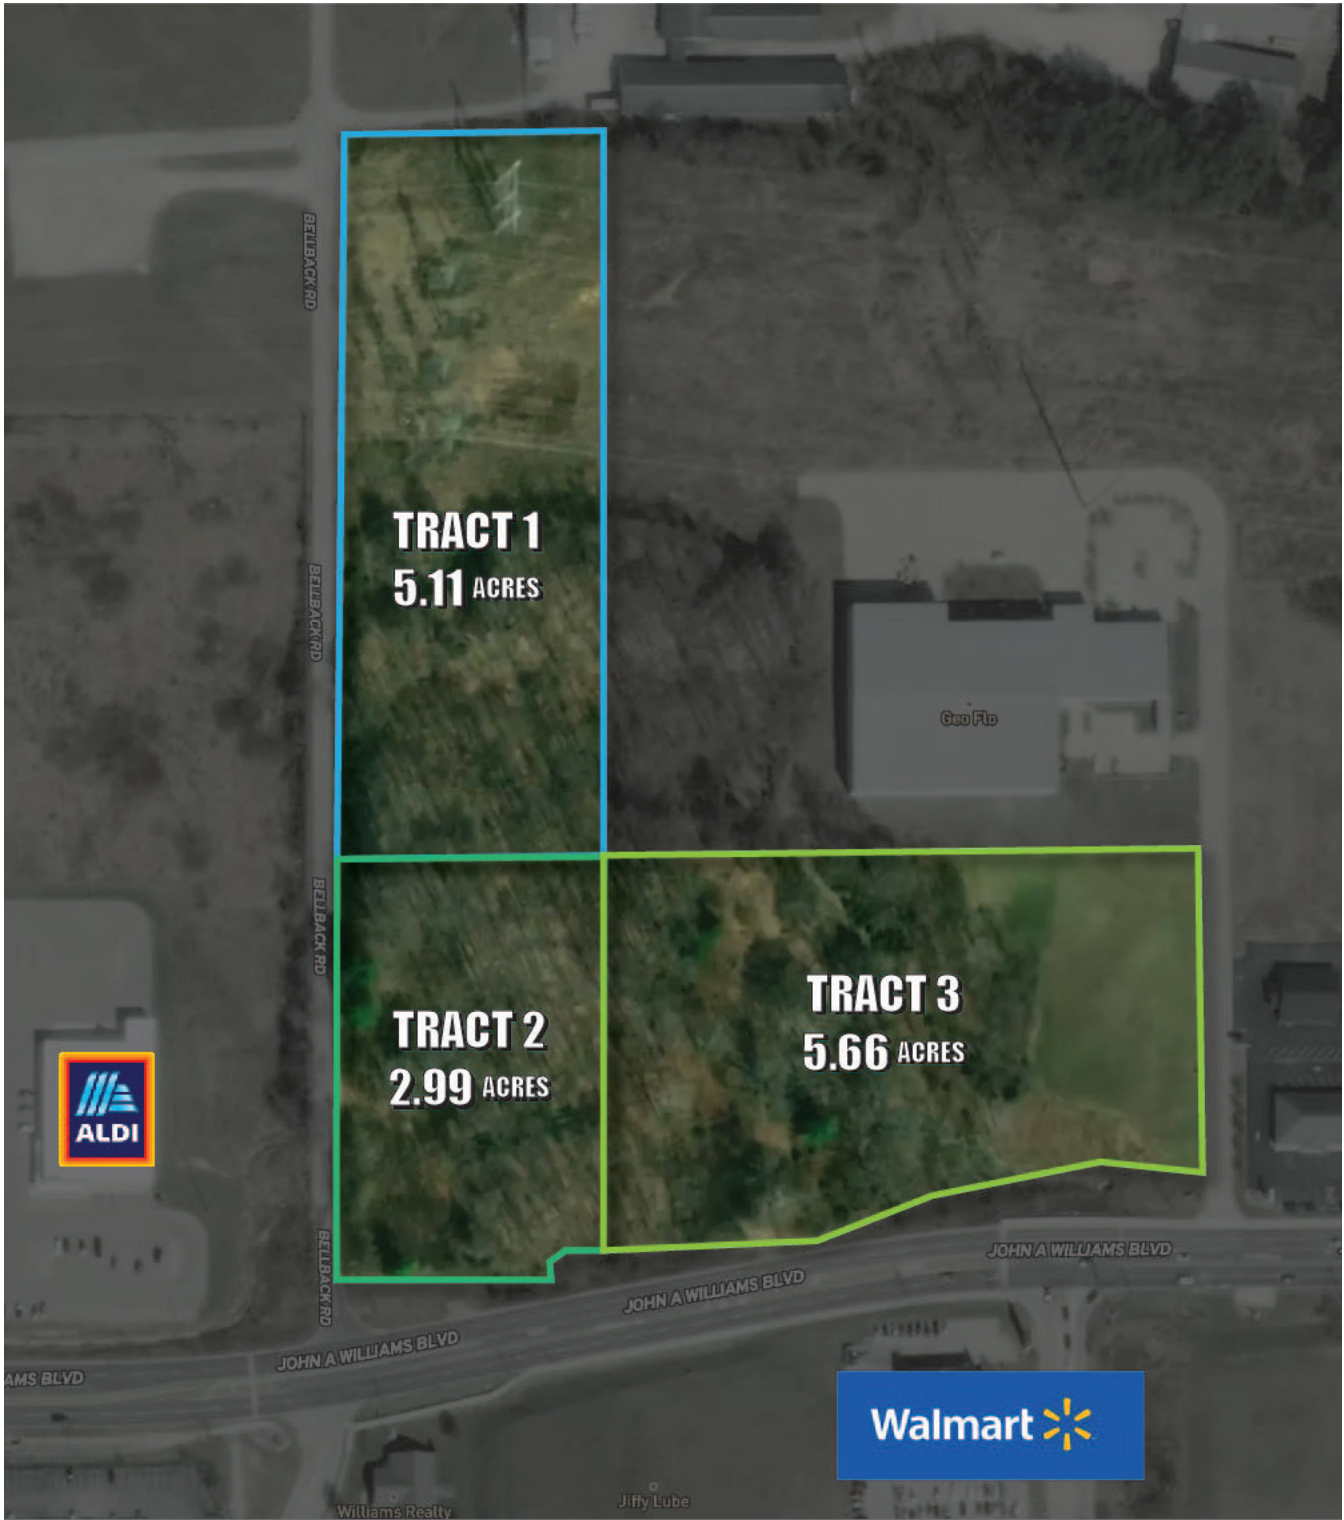 BELLBACK RD
TRACT 1
5.11 ACRES
BELLBACK RD
Geo Flo
BELLBACK RD
TRACT 2
2.99 ACRES
TRACT 3
5.66 ACRES
ALDI
BELLBACK RD
JOHN A WILLIAMS BLVD
JOHN A WILLIAMS BLVD
JOHN A WILLIAMS BLVD
AMS BLVD
Walmart
Jiffy Lube
Williams Realty